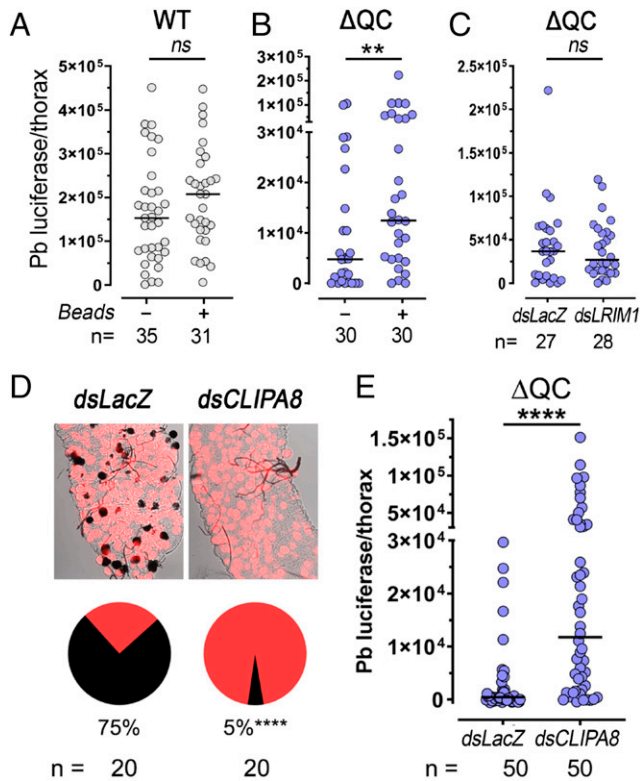 A
WT
ns
Pb luciferase/thorax
5×10⁵
4×10⁵
3×10⁵
2×10⁵
1×10⁵
0
Beads
−
+
n=
35
31
B
ΔQC
**
3×10⁵
2×10⁵
1×10⁵
3×10⁴
2×10⁴
1×10⁴
0
−
+
30
30
C
ΔQC
ns
2.5×10⁵
2×10⁵
1.5×10⁵
1×10⁵
5×10⁴
0
dsLacZ
dsLRIM1
n=
27
28
D
dsLacZ
dsCLIPA8
75%
5%****
n =
20
20
E
ΔQC
****
Pb luciferase/thorax
1.5×10⁵
1×10⁵
5×10⁴
3×10⁴
2×10⁴
1×10⁴
0
dsLacZ
dsCLIPA8
n =
50
50